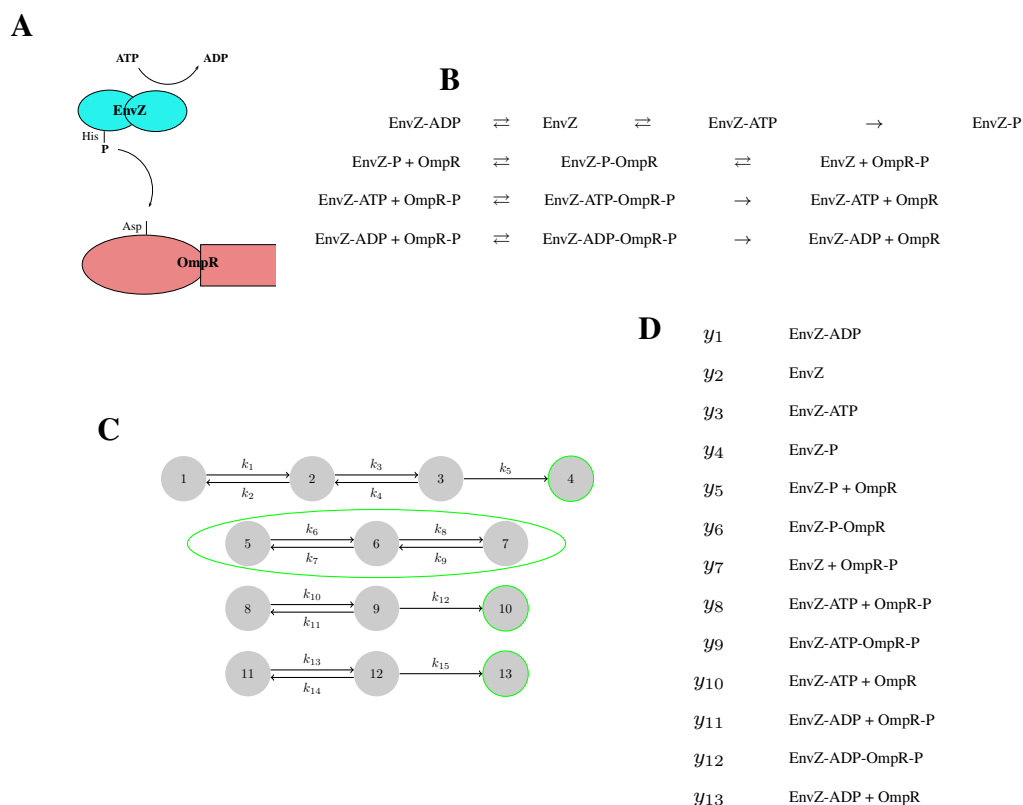 A
ATP ADP
EnvZ
His
P
Asp
OmpR
B
EnvZ-ADP ⇄ EnvZ ⇄ EnvZ-ATP → EnvZ-P
EnvZ-P + OmpR ⇄ EnvZ-P-OmpR ⇄ EnvZ + OmpR-P
EnvZ-ATP + OmpR-P ⇄ EnvZ-ATP-OmpR-P → EnvZ-ATP + OmpR
EnvZ-ADP + OmpR-P ⇄ EnvZ-ADP-OmpR-P → EnvZ-ADP + OmpR
C
k1 k3 k5
1 2 3 4
k2 k4
k6 k8
5 6 7
k7 k9
k10 k12
8 9 10
k11
k13 k15
11 12 13
k14
D
y1 EnvZ-ADP
y2 EnvZ
y3 EnvZ-ATP
y4 EnvZ-P
y5 EnvZ-P + OmpR
y6 EnvZ-P-OmpR
y7 EnvZ + OmpR-P
y8 EnvZ-ATP + OmpR-P
y9 EnvZ-ATP-OmpR-P
y10 EnvZ-ATP + OmpR
y11 EnvZ-ADP + OmpR-P
y12 EnvZ-ADP-OmpR-P
y13 EnvZ-ADP + OmpR